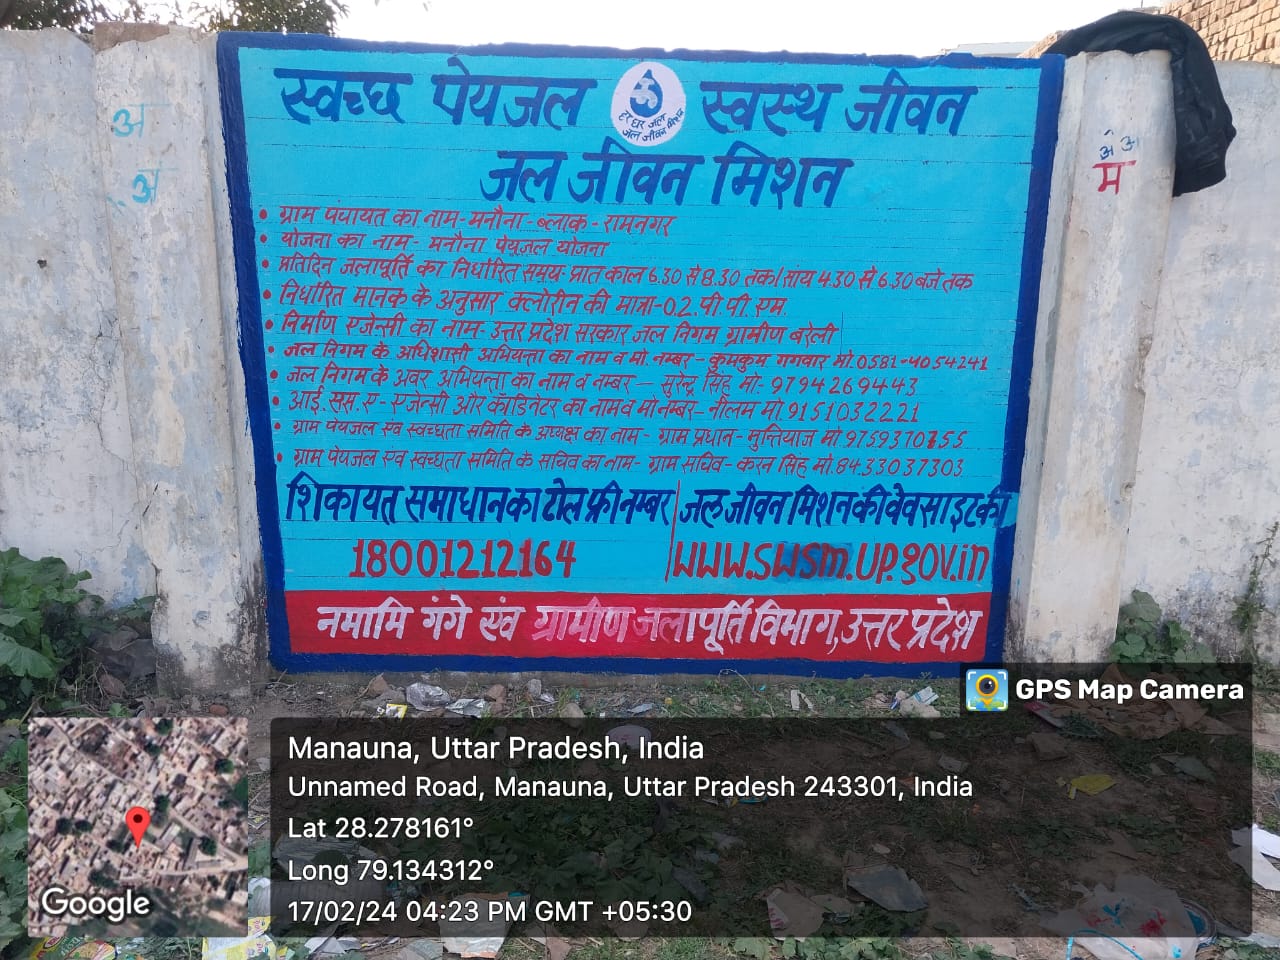 स्वच्छ पेयजल स्वस्थ जीवन
हर घर जल
जल जीवन मिशन
जल जीवन मिशन
• ग्राम पंचायत का नाम-मनौना-ब्लाक-रामनगर
• योजना का नाम- मनौना पेयजल योजना
• प्रतिदिन जलापूर्ति का निर्धारित समय: प्रात काल 6.30 से 8.30 तक/सांय 4.30 से 6.30 बजे तक
• निर्धारित मानक के अनुसार क्लोरीन की मात्रा-0.2 पी.पी.एम.
• निर्माण एजेन्सी का नाम- उत्तर प्रदेश सरकार जल निगम ग्रामीण बरेली
• जल निगम के अधिशासी अभियन्ता का नाम व मो. नम्बर- कुमकुम गंगवार मो. 0581-4054241
• जल निगम के अवर अभियन्ता का नाम व नम्बर — सुरेन्द्र सिंह मो- 9794269443
• आई.एस.ए- एजेन्सी और कॉडिनेटर का नाम व मो नम्बर- नीलम मो. 9151032221
• ग्राम पेयजल एंव स्वच्छता समिति के अध्यक्ष का नाम- ग्राम प्रधान- मुन्तियाज मो 9759370755
• ग्राम पेयजल एंव स्वच्छता समिति के सचिव का नाम- ग्राम सचिव- करन सिंह मो. 8433037303
शिकायत समाधान का टोल फ्री नम्बर
18001212164
जल जीवन मिशन की वेवसाइट की
www.swsm.up.gov.in
नमामि गंगे एंव ग्रामीण जलापूर्ति विभाग, उत्तर प्रदेश
अ
अ
अं अः
म
GPS Map Camera
Manauna, Uttar Pradesh, India
Unnamed Road, Manauna, Uttar Pradesh 243301, India
Lat 28.278161°
Long 79.134312°
17/02/24 04:23 PM GMT +05:30
Google